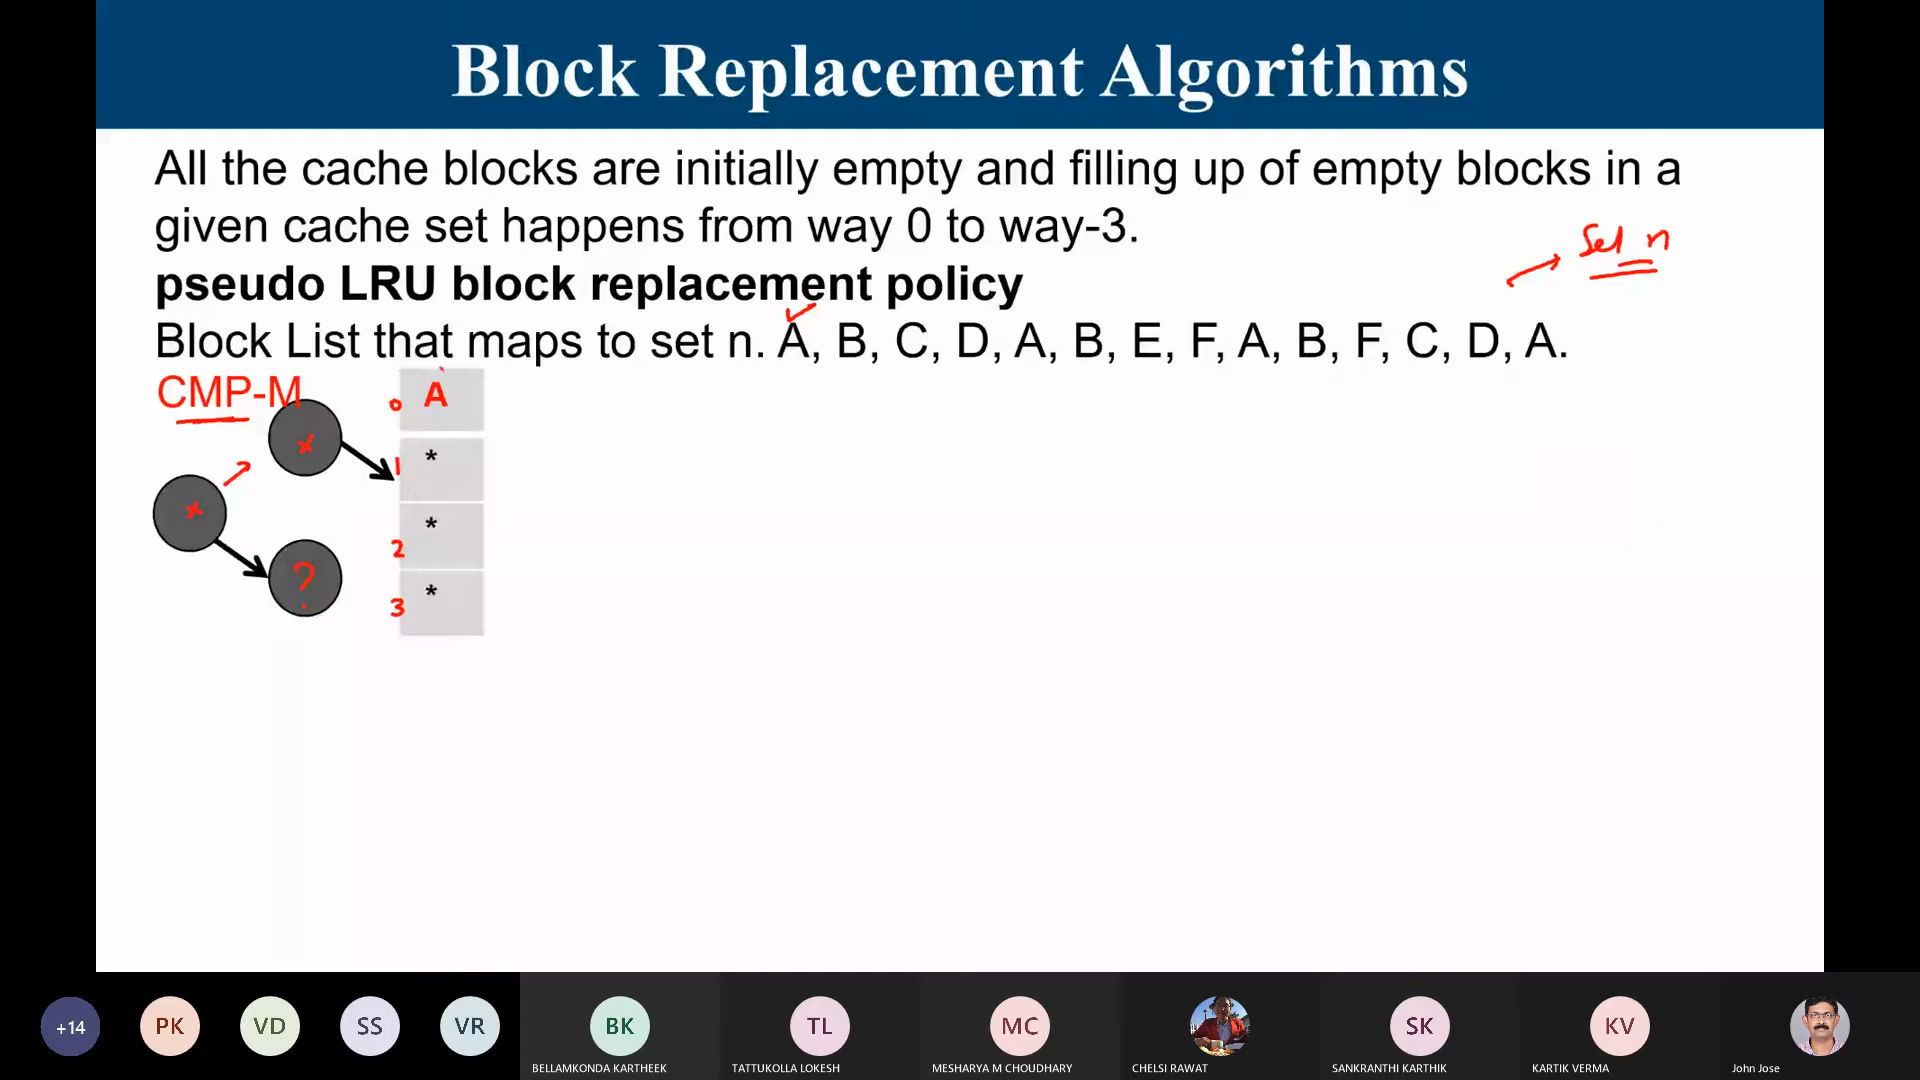 Block Replacement Algorithms
All the cache blocks are initially empty and filling up of empty blocks in a
given cache set happens from way 0 to way-3.
Set n
pseudo LRU block replacement policy
Block List that maps to set n. A, B, C, D, A, B, E, F, A, B, F, C, D, A.
CMP-M
0 A
x
1 *
x
2 *
?
3 *
+14
PK
VD
SS
VR
BK
TL
MC
SK
KV
BELLAMKONDA KARTHEEK
TATTUKOLLA LOKESH
MESHARYA M CHOUDHARY
CHELSI RAWAT
SANKRANTHI KARTHIK
KARTIK VERMA
John Jose